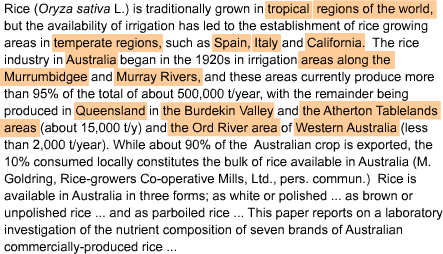 Rice (Oryza sativa L.) is traditionally grown in tropical regions of the world,
but the availability of irrigation has led to the establishment of rice growing
areas in temperate regions, such as Spain, Italy and California. The rice
industry in Australia began in the 1920s in irrigation areas along the
Murrumbidgee and Murray Rivers, and these areas currently produce more
than 95% of the total of about 500,000 t/year, with the remainder being
produced in Queensland in the Burdekin Valley and the Atherton Tablelands
areas (about 15,000 t/y) and the Ord River area of Western Australia (less
than 2,000 t/year). While about 90% of the Australian crop is exported, the
10% consumed locally constitutes the bulk of rice available in Australia (M.
Goldring, Rice-growers Co-operative Mills, Ltd., pers. commun.) Rice is
available in Australia in three forms; as white or polished ... as brown or
unpolished rice ... and as parboiled rice ... This paper reports on a laboratory
investigation of the nutrient composition of seven brands of Australian
commercially-produced rice ...